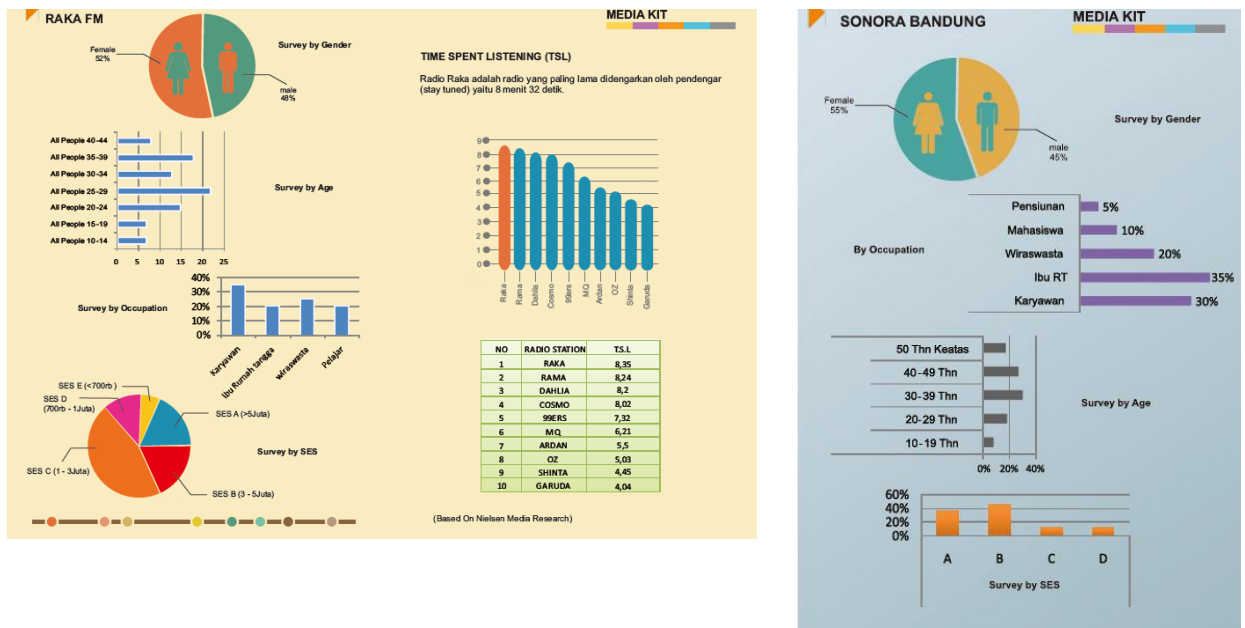 RAKA FM
MEDIA KIT
Female
52%
male
48%
Survey by Gender
All People 40-44
All People 35-39
All People 30-34
All People 25-29
All People 20-24
All People 15-19
All People 10-14
0 5 10 15 20 25
Survey by Age
40%
30%
20%
10%
0%
Karyawan
Ibu Rumah tangga
wiraswasta
Pelajar
Survey by Occupation
SES E (<700rb )
SES D
(700rb - 1Juta)
SES A (>5Juta)
SES C (1 - 3Juta)
SES B (3 - 5Juta)
Survey by SES
TIME SPENT LISTENING (TSL)
Radio Raka adalah radio yang paling lama didengarkan oleh pendengar
(stay tuned) yaitu 8 menit 32 detik.
9
8
7
6
5
4
3
2
1
0
Raka
Rama
Dahlia
Cosmo
99ers
MQ
Ardan
OZ
Shinta
Garuda
NO RADIO STATION T.S.L
1 RAKA 8,35
2 RAMA 8,24
3 DAHLIA 8,2
4 COSMO 8,02
5 99ERS 7,32
6 MQ 6,21
7 ARDAN 5,5
8 OZ 5,03
9 SHINTA 4,45
10 GARUDA 4,04
(Based On Nielsen Media Research)
SONORA BANDUNG
MEDIA KIT
Female
55%
male
45%
Survey by Gender
By Occupation
Pensiunan 5%
Mahasiswa 10%
Wiraswasta 20%
Ibu RT 35%
Karyawan 30%
50 Thn Keatas
40-49 Thn
30-39 Thn
20-29 Thn
10-19 Thn
0% 20% 40%
Survey by Age
60%
40%
20%
0%
A B C D
Survey by SES